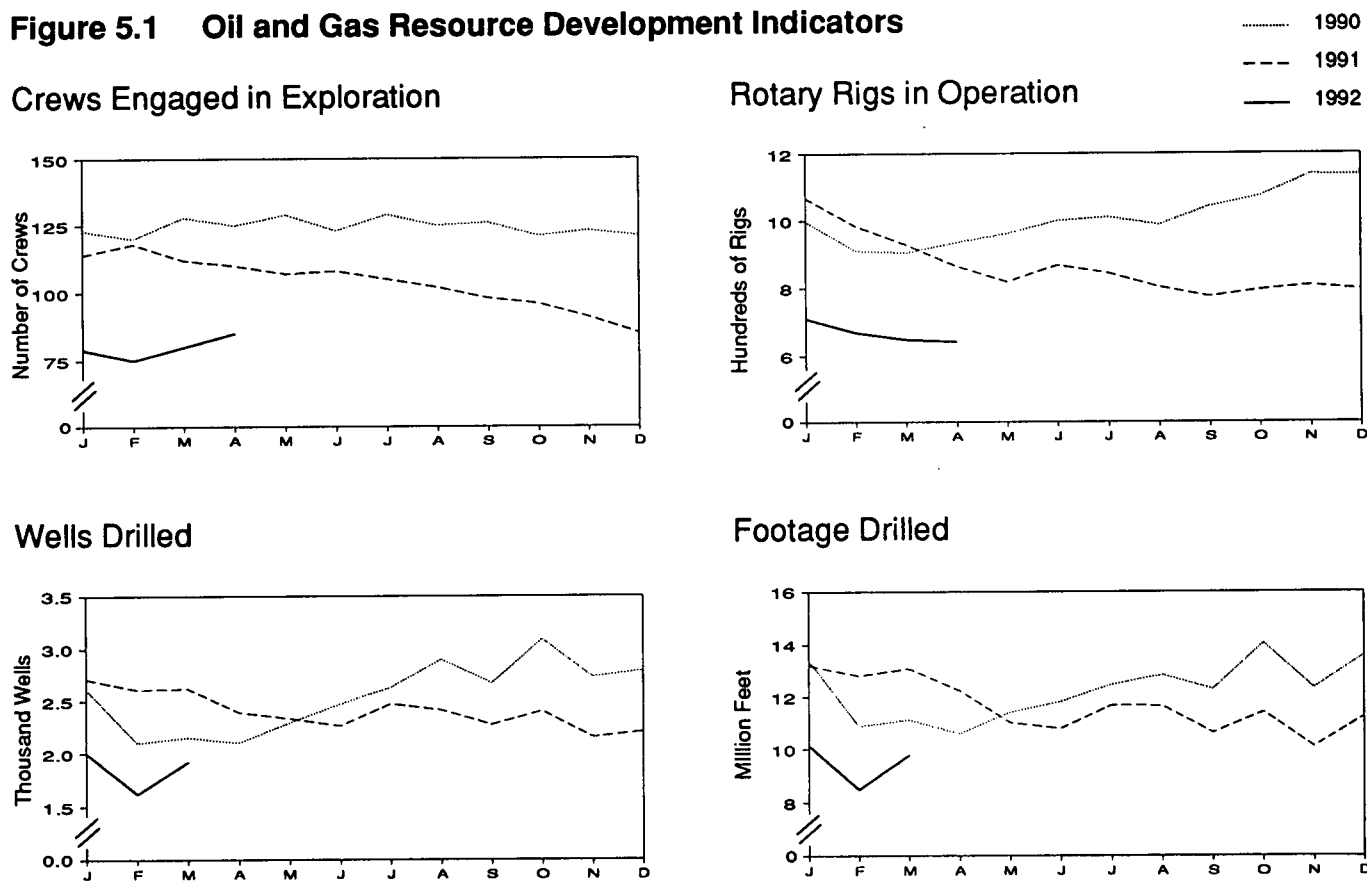 Figure 5.1 Oil and Gas Resource Development Indicators
1990
1991
1992
Crews Engaged in Exploration
Number of Crews
150
125
100
75
0
J F M A M J J A S O N D
Rotary Rigs in Operation
Hundreds of Rigs
12
10
8
6
0
J F M A M J J A S O N D
Wells Drilled
Thousand Wells
3.5
3.0
2.5
2.0
1.5
0.0
J F M A M J J A S O N D
Footage Drilled
Million Feet
16
14
12
10
8
0
J F M A M J J A S O N D